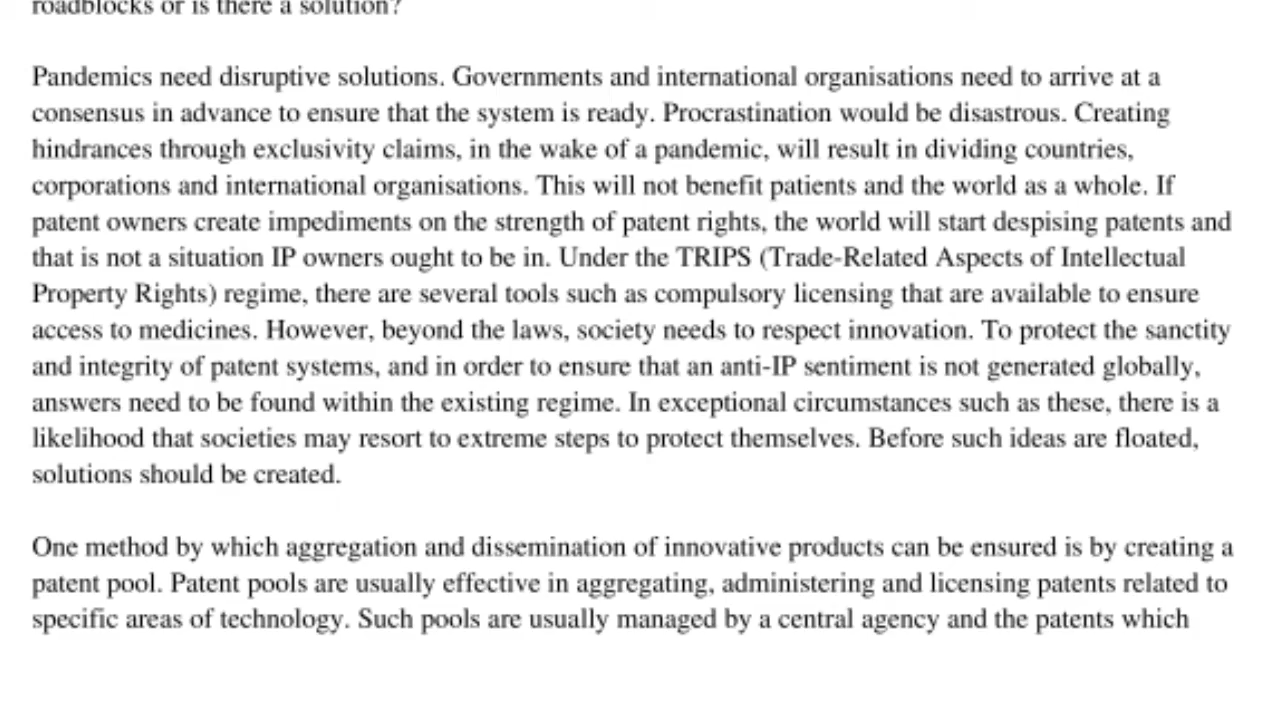 roadblocks or is there a solution?
Pandemics need disruptive solutions. Governments and international organisations need to arrive at a
consensus in advance to ensure that the system is ready. Procrastination would be disastrous. Creating
hindrances through exclusivity claims, in the wake of a pandemic, will result in dividing countries,
corporations and international organisations. This will not benefit patients and the world as a whole. If
patent owners create impediments on the strength of patent rights, the world will start despising patents and
that is not a situation IP owners ought to be in. Under the TRIPS (Trade-Related Aspects of Intellectual
Property Rights) regime, there are several tools such as compulsory licensing that are available to ensure
access to medicines. However, beyond the laws, society needs to respect innovation. To protect the sanctity
and integrity of patent systems, and in order to ensure that an anti-IP sentiment is not generated globally,
answers need to be found within the existing regime. In exceptional circumstances such as these, there is a
likelihood that societies may resort to extreme steps to protect themselves. Before such ideas are floated,
solutions should be created.
One method by which aggregation and dissemination of innovative products can be ensured is by creating a
patent pool. Patent pools are usually effective in aggregating, administering and licensing patents related to
specific areas of technology. Such pools are usually managed by a central agency and the patents which